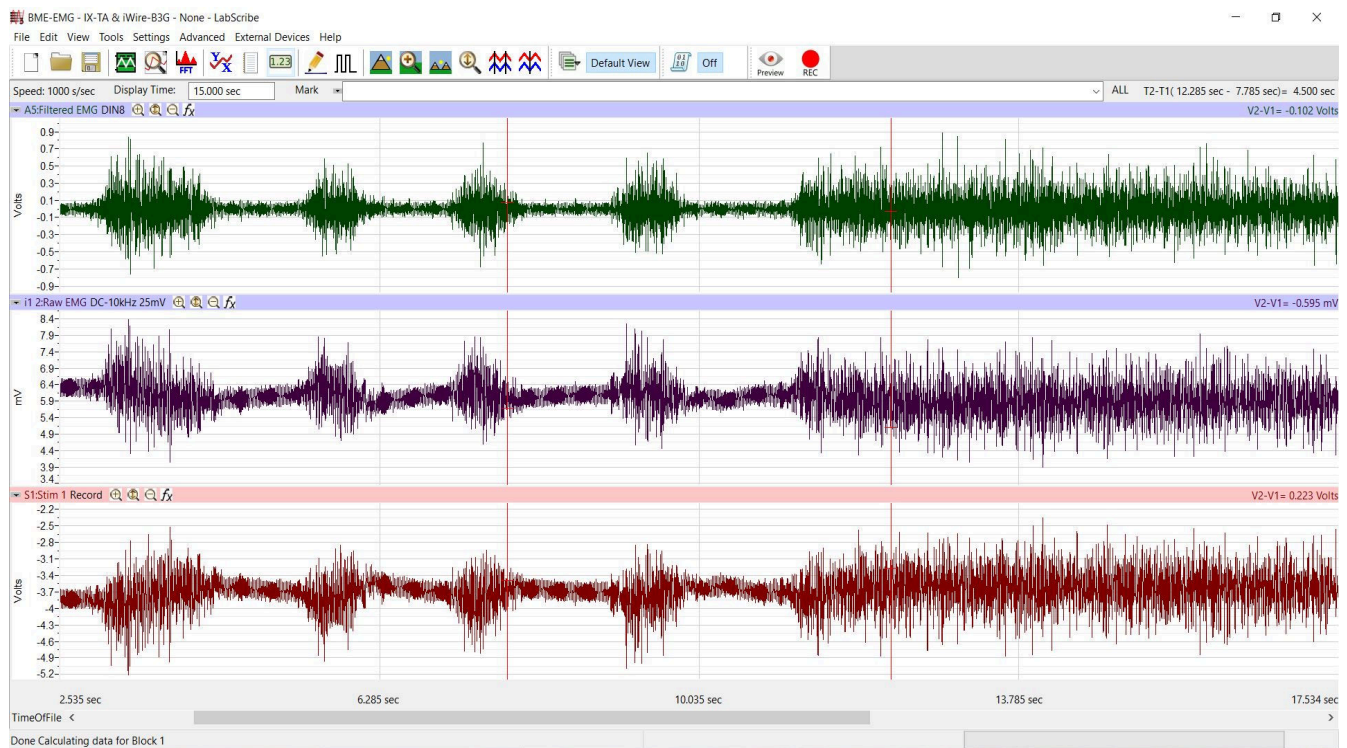 BME-EMG - IX-TA & iWire-B3G - None - LabScribe
File Edit View Tools Settings Advanced External Devices Help
FFT Y X 1.23 Default View 01 10 Off Preview REC
Speed: 1000 s/sec Display Time: 15.000 sec Mark ALL T2-T1( 12.285 sec - 7.785 sec)= 4.500 sec
A5:Filtered EMG DIN8 fx V2-V1= -0.102 Volts
0.9
0.7
0.5
0.3
0.1
-0.1
-0.3
-0.5
-0.7
-0.9
Volts
i1 2:Raw EMG DC-10kHz 25mV fx V2-V1= -0.595 mV
8.4
7.9
7.4
6.9
6.4
5.9
5.4
4.9
4.4
3.9
3.4
mV
S1:Stim 1 Record fx V2-V1= 0.223 Volts
-2.2
-2.5
-2.8
-3.1
-3.4
-3.7
-4
-4.3
-4.6
-4.9
-5.2
Volts
2.535 sec 6.285 sec 10.035 sec 13.785 sec 17.534 sec
TimeOfFile
Done Calculating data for Block 1